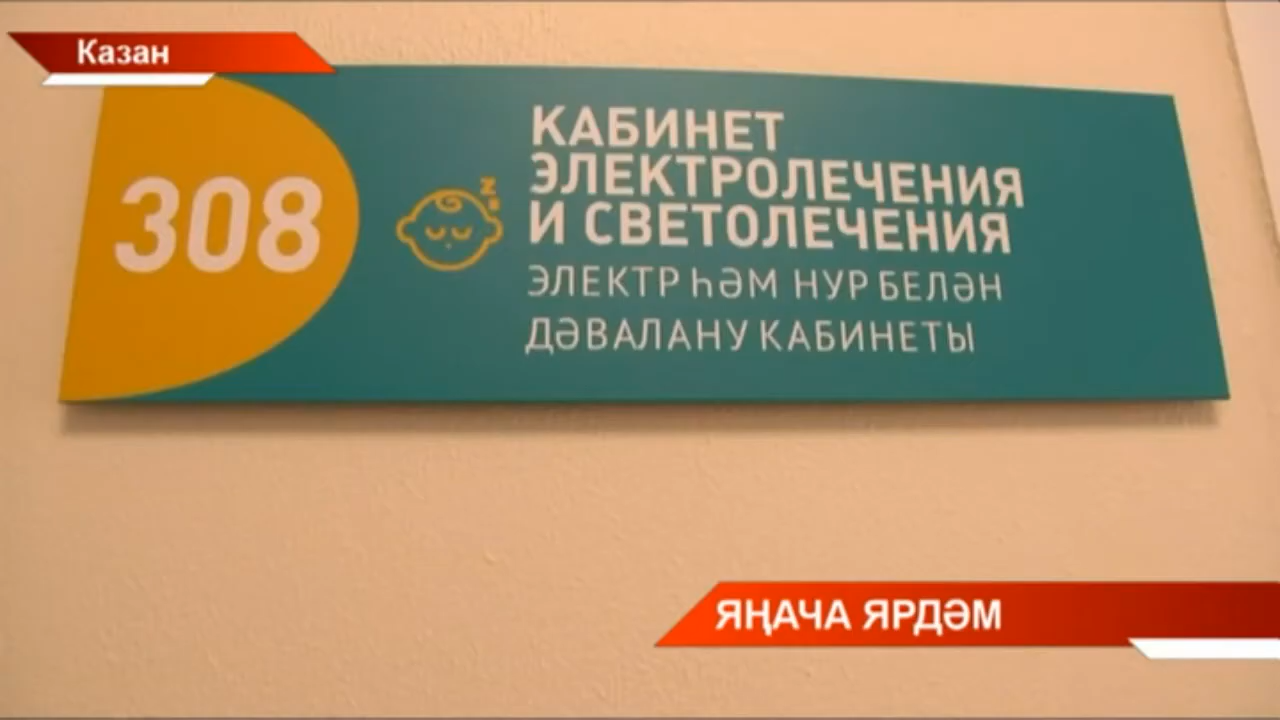 Казан
308
КАБИНЕТ
ЭЛЕКТРОЛЕЧЕНИЯ
И СВЕТОЛЕЧЕНИЯ
ЭЛЕКТР ҺӘМ НУР БЕЛӘН
ДӘВАЛАНУ КАБИНЕТЫ
ЯҢАЧА ЯРДӘМ